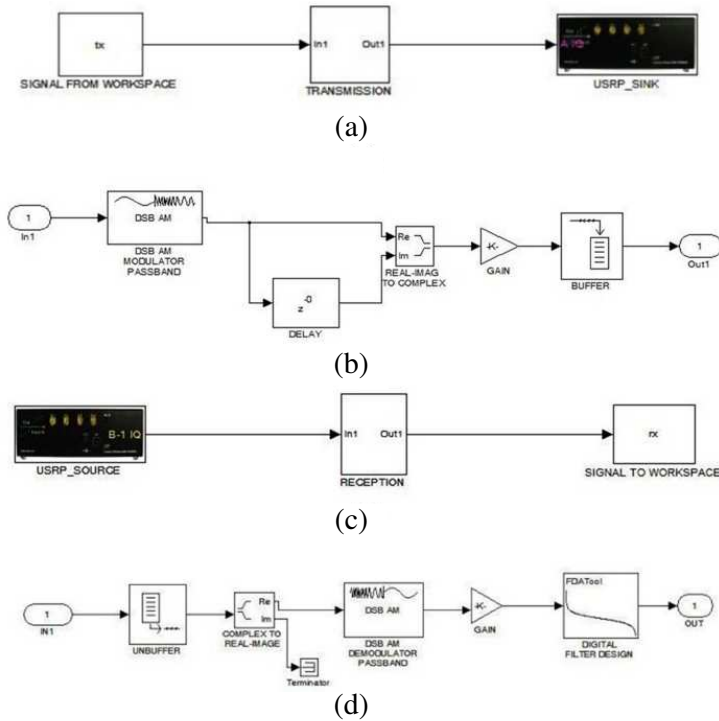 tx
In1
Out1
A: IQ
SIGNAL FROM WORKSPACE
TRANSMISSION
USRP_SINK
(a)
1
In1
DSB AM
DSB AM
MODULATOR
PASSBAND
Re
Im
REAL-IMAG
TO COMPLEX
-K-
GAIN
BUFFER
1
Out1
z -0
DELAY
(b)
B-1 IQ
In1
Out1
rx
USRP_SOURCE
RECEPTION
SIGNAL TO WORKSPACE
(c)
1
IN1
UNBUFFER
Re
Im
COMPLEX TO
REAL-IMAGE
Terminator
DSB AM
DSB AM
DEMODULATOR
PASSBAND
-K-
GAIN
FDATool
DIGITAL
FILTER DESIGN
1
OUT
(d)